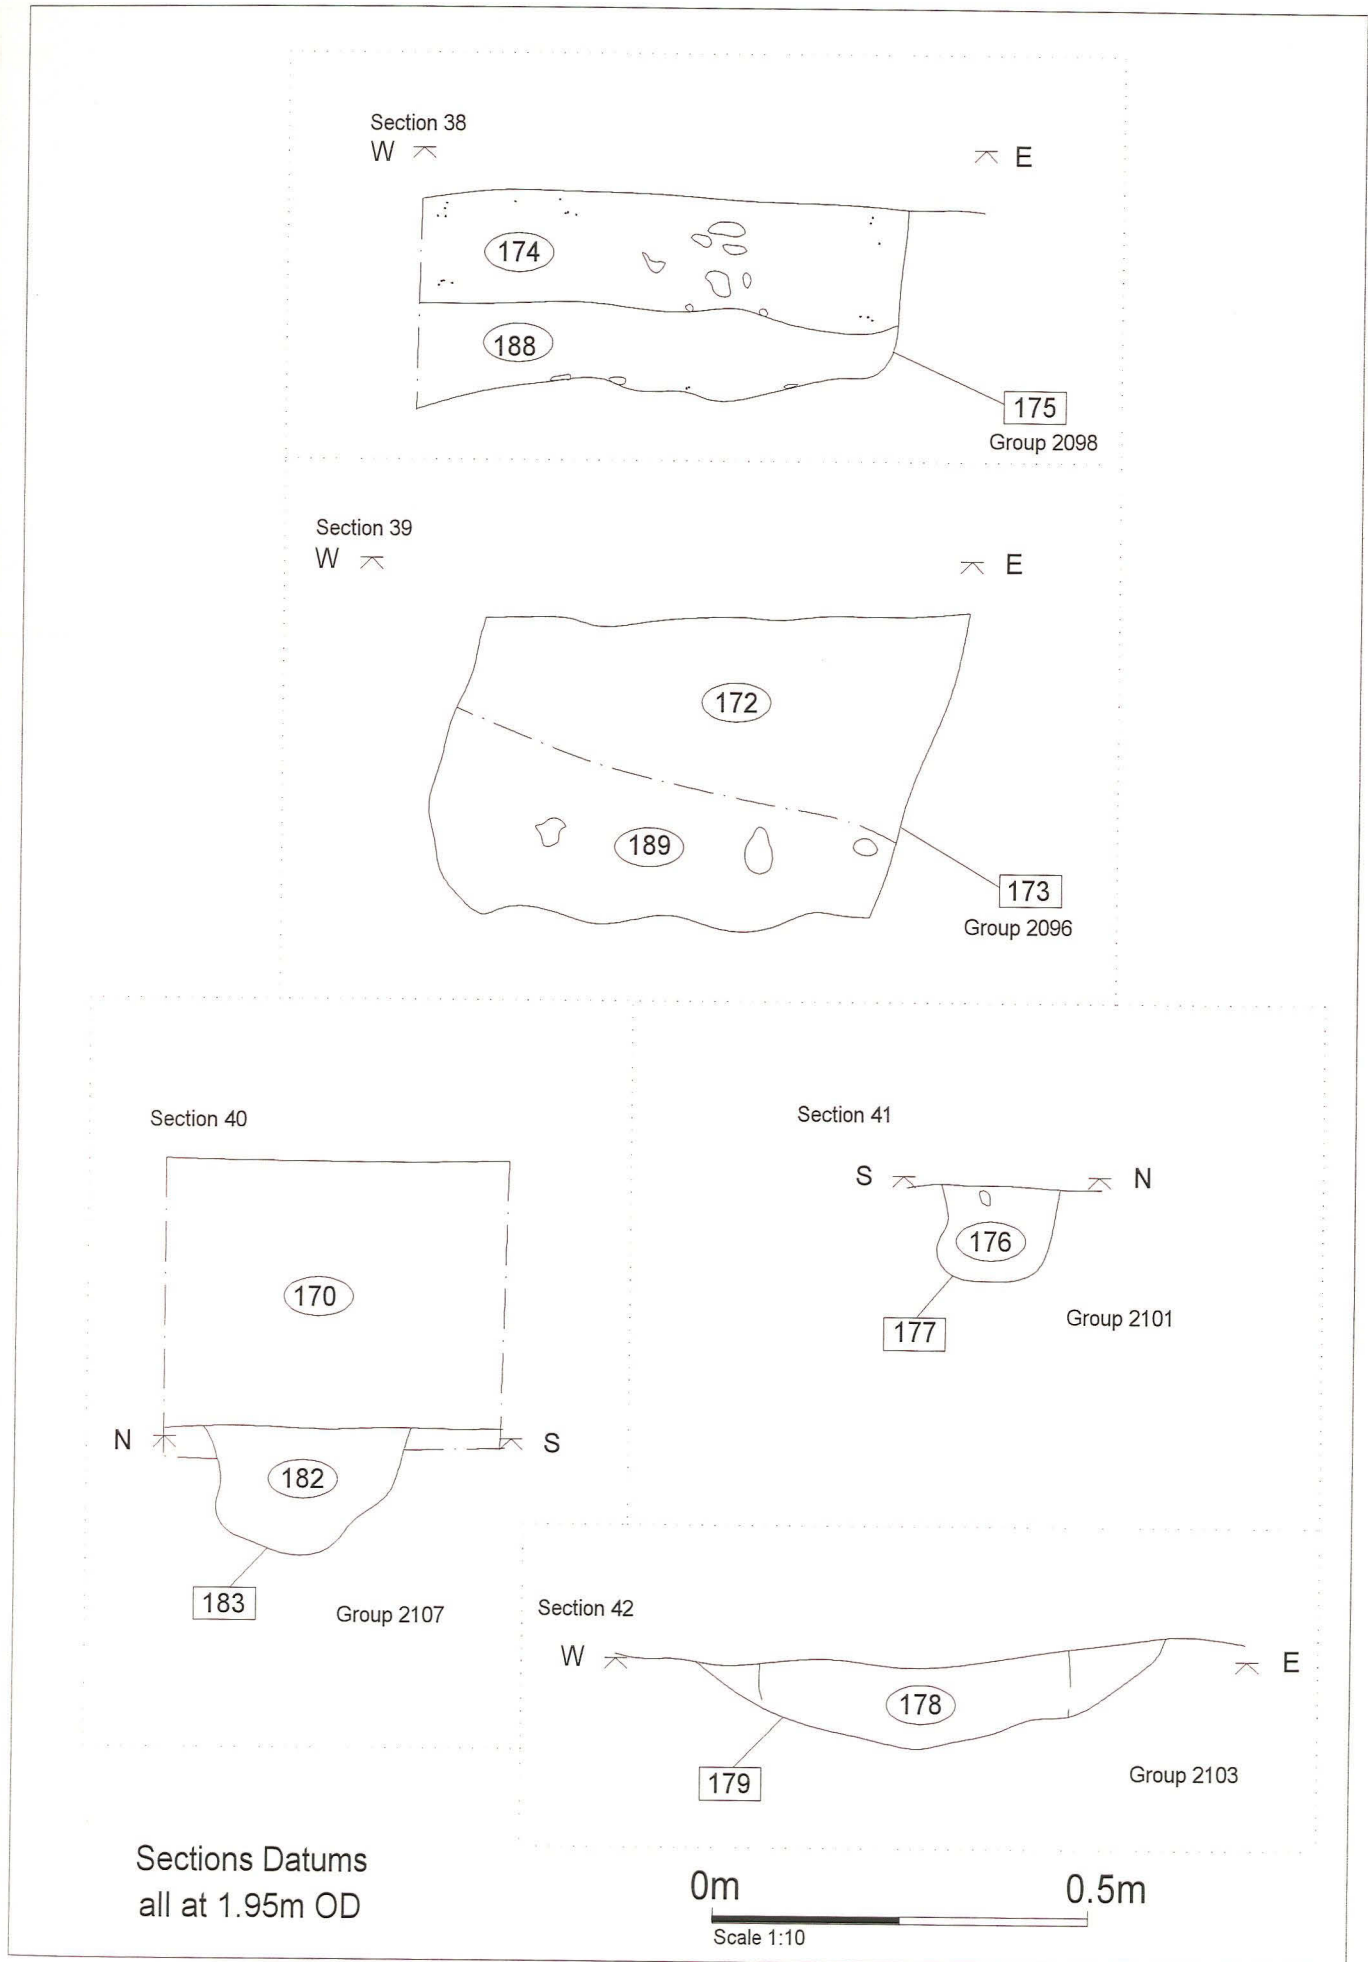 Section 38
W E
174
188
175
Group 2098
Section 39
W E
172
189
173
Group 2096
Section 40
170
N S
182
183
Group 2107
Section 41
S N
176
177
Group 2101
Section 42
W E
178
179
Group 2103
Sections Datums
all at 1.95m OD
0m 0.5m
Scale 1:10